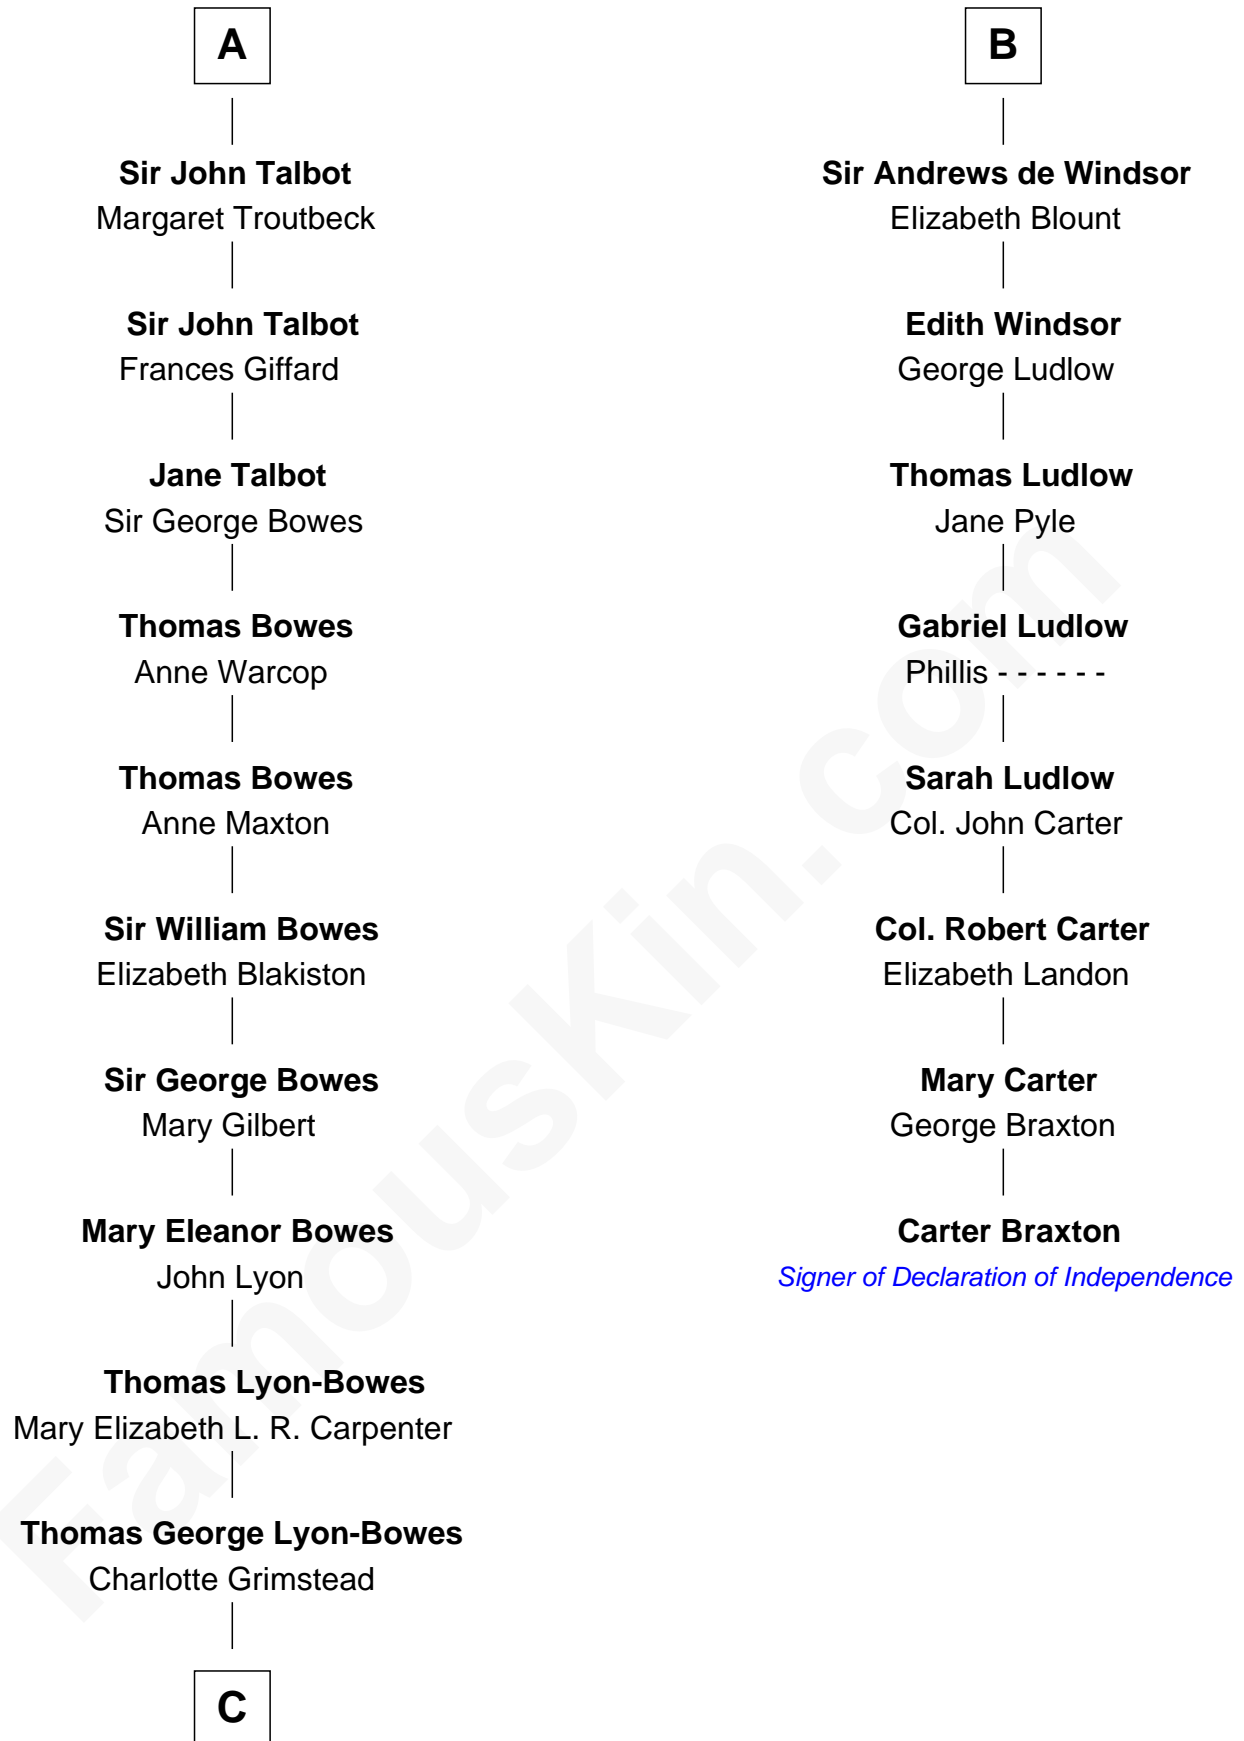 A
Sir John Talbot
Margaret Troutbeck
Sir John Talbot
Frances Giffard
Jane Talbot
Sir George Bowes
Thomas Bowes
Anne Warcop
Thomas Bowes
Anne Maxton
Sir William Bowes
Elizabeth Blakiston
Sir George Bowes
Mary Gilbert
Mary Eleanor Bowes
John Lyon
Thomas Lyon-Bowes
Mary Elizabeth L. R. Carpenter
Thomas George Lyon-Bowes
Charlotte Grimstead
C
B
Sir Andrews de Windsor
Elizabeth Blount
Edith Windsor
George Ludlow
Thomas Ludlow
Jane Pyle
Gabriel Ludlow
Phillis - - - - - -
Sarah Ludlow
Col. John Carter
Col. Robert Carter
Elizabeth Landon
Mary Carter
George Braxton
Carter Braxton
Signer of Declaration of Independence
FamousKin.com